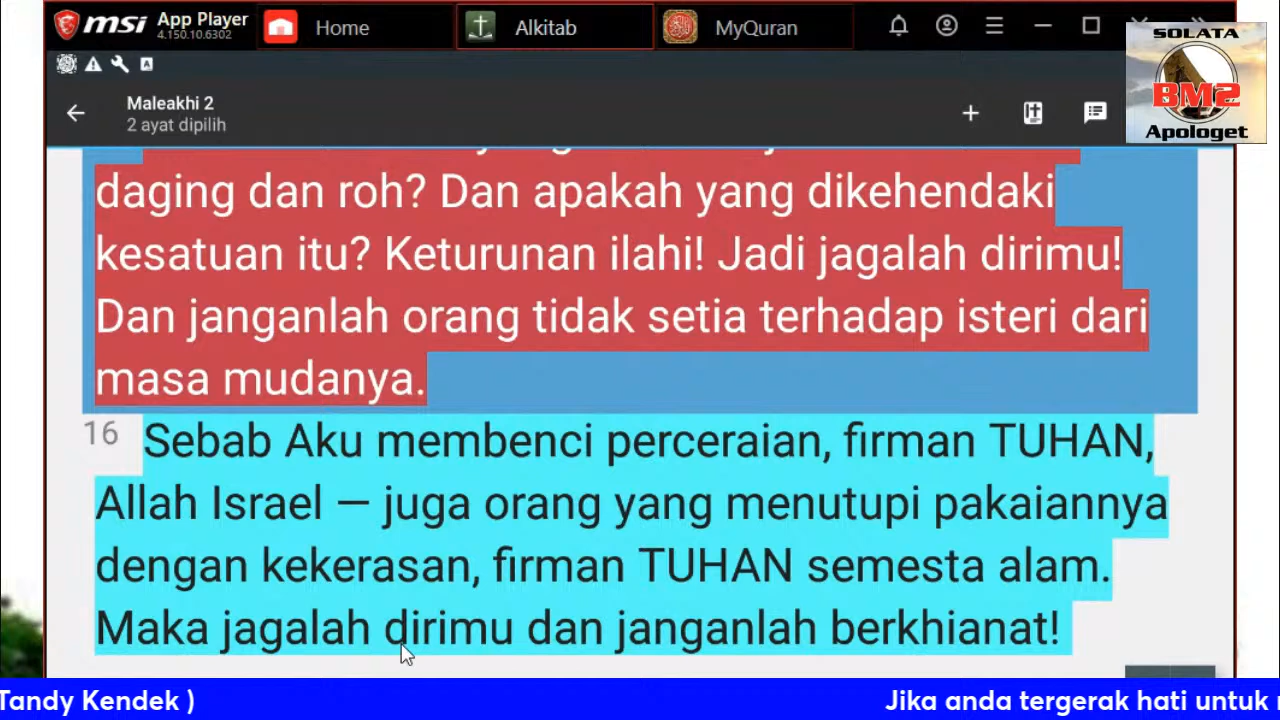 msi App Player
4.150.10.6302
Home
Alkitab
MyQuran
SOLATA
BM2
Apologet
Maleakhi 2
2 ayat dipilih
daging dan roh? Dan apakah yang dikehendaki
kesatuan itu? Keturunan ilahi! Jadi jagalah dirimu!
Dan janganlah orang tidak setia terhadap isteri dari
masa mudanya.
16 Sebab Aku membenci perceraian, firman TUHAN,
Allah Israel — juga orang yang menutupi pakaiannya
dengan kekerasan, firman TUHAN semesta alam.
Maka jagalah dirimu dan janganlah berkhianat!
Tandy Kendek )
Jika anda tergerak hati untuk